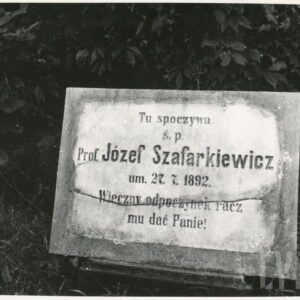 Tu spoczywa
ś. p.
Prof. Józef Szafarkiewicz
um. 27. 7. 1892.
Wieczny odpoczynek racz
mu dać Panie!